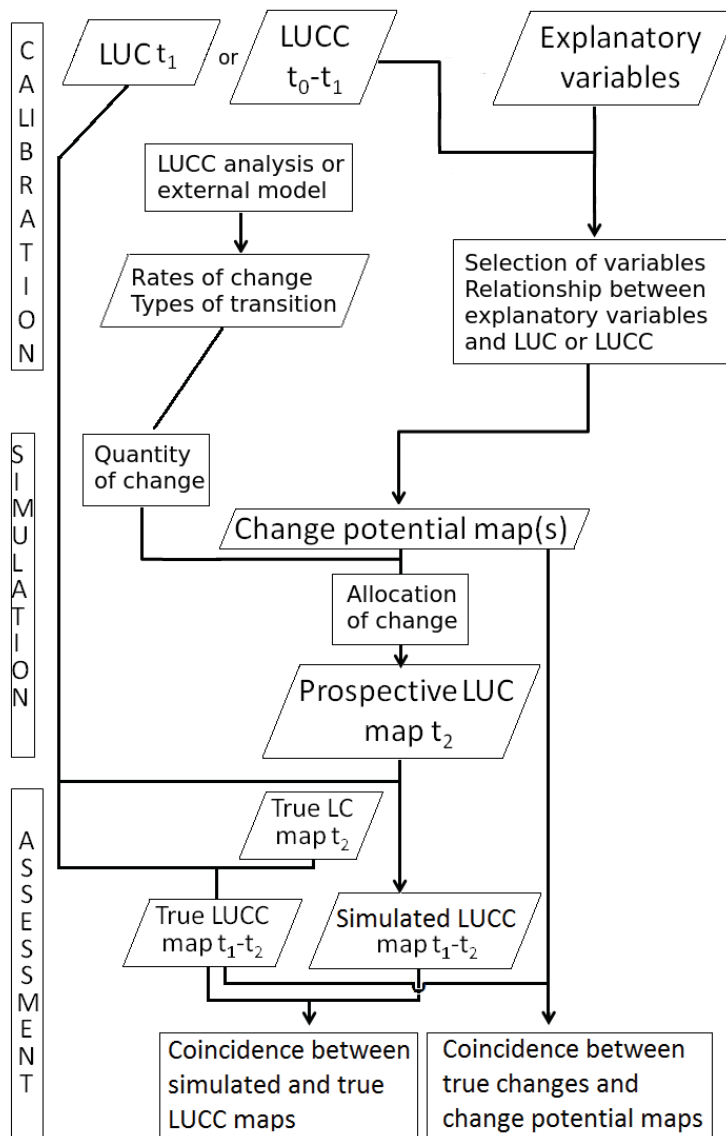 CALIBRATION
LUC t₁
or
LUCC
t₀-t₁
Explanatory
variables
LUCC analysis or
external model
Rates of change
Types of transition
Selection of variables
Relationship between
explanatory variables
and LUC or LUCC
SIMULATION
Quantity
of change
Change potential map(s)
Allocation
of change
Prospective LUC
map t₂
ASSESSMENT
True LC
map t₂
True LUCC
map t₁-t₂
Simulated LUCC
map t₁-t₂
Coincidence between
simulated and true
LUCC maps
Coincidence between
true changes and
change potential maps